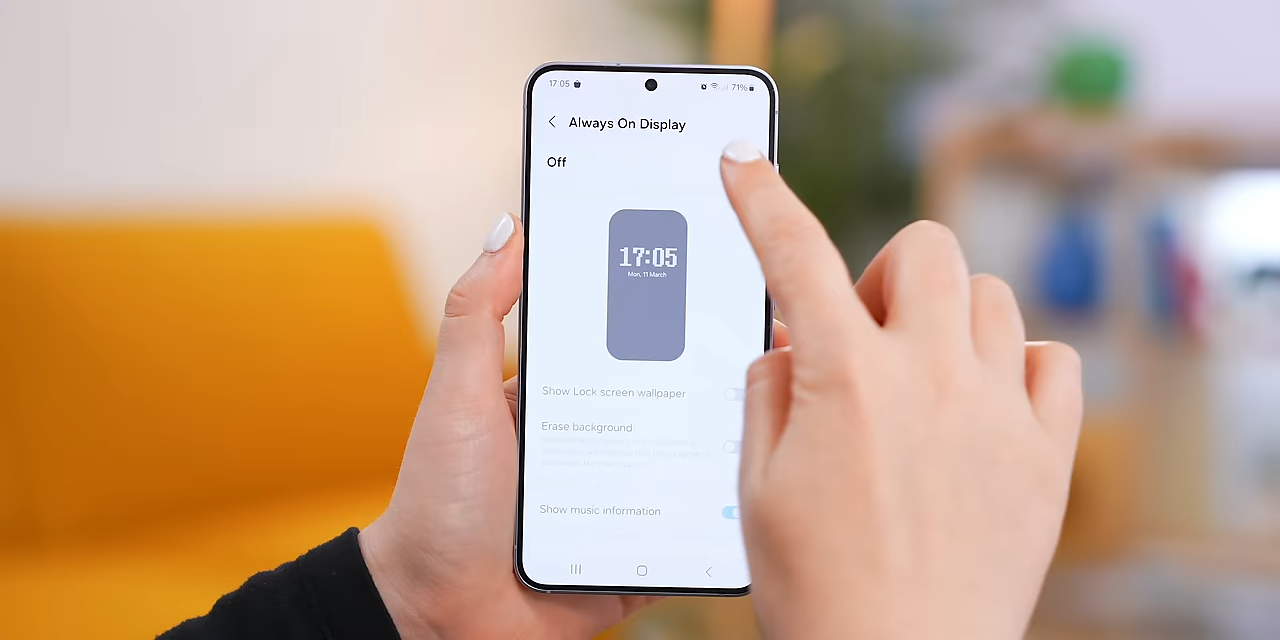 17:05
71%
Always On Display
Off
17:05
Mon, 11 March
Show Lock screen wallpaper
Erase background
Show music information